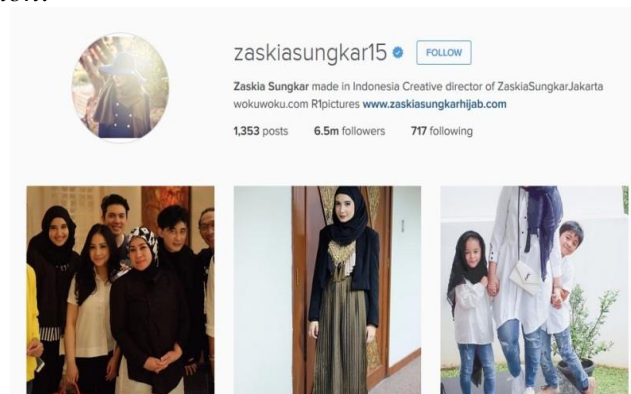 zaskiasungkar15 FOLLOW
Zaskia Sungkar made in Indonesia Creative director of ZaskiaSungkarJakarta
wokuwoku.com R1pictures www.zaskiasungkarhijab.com
1,353 posts 6.5m followers 717 following